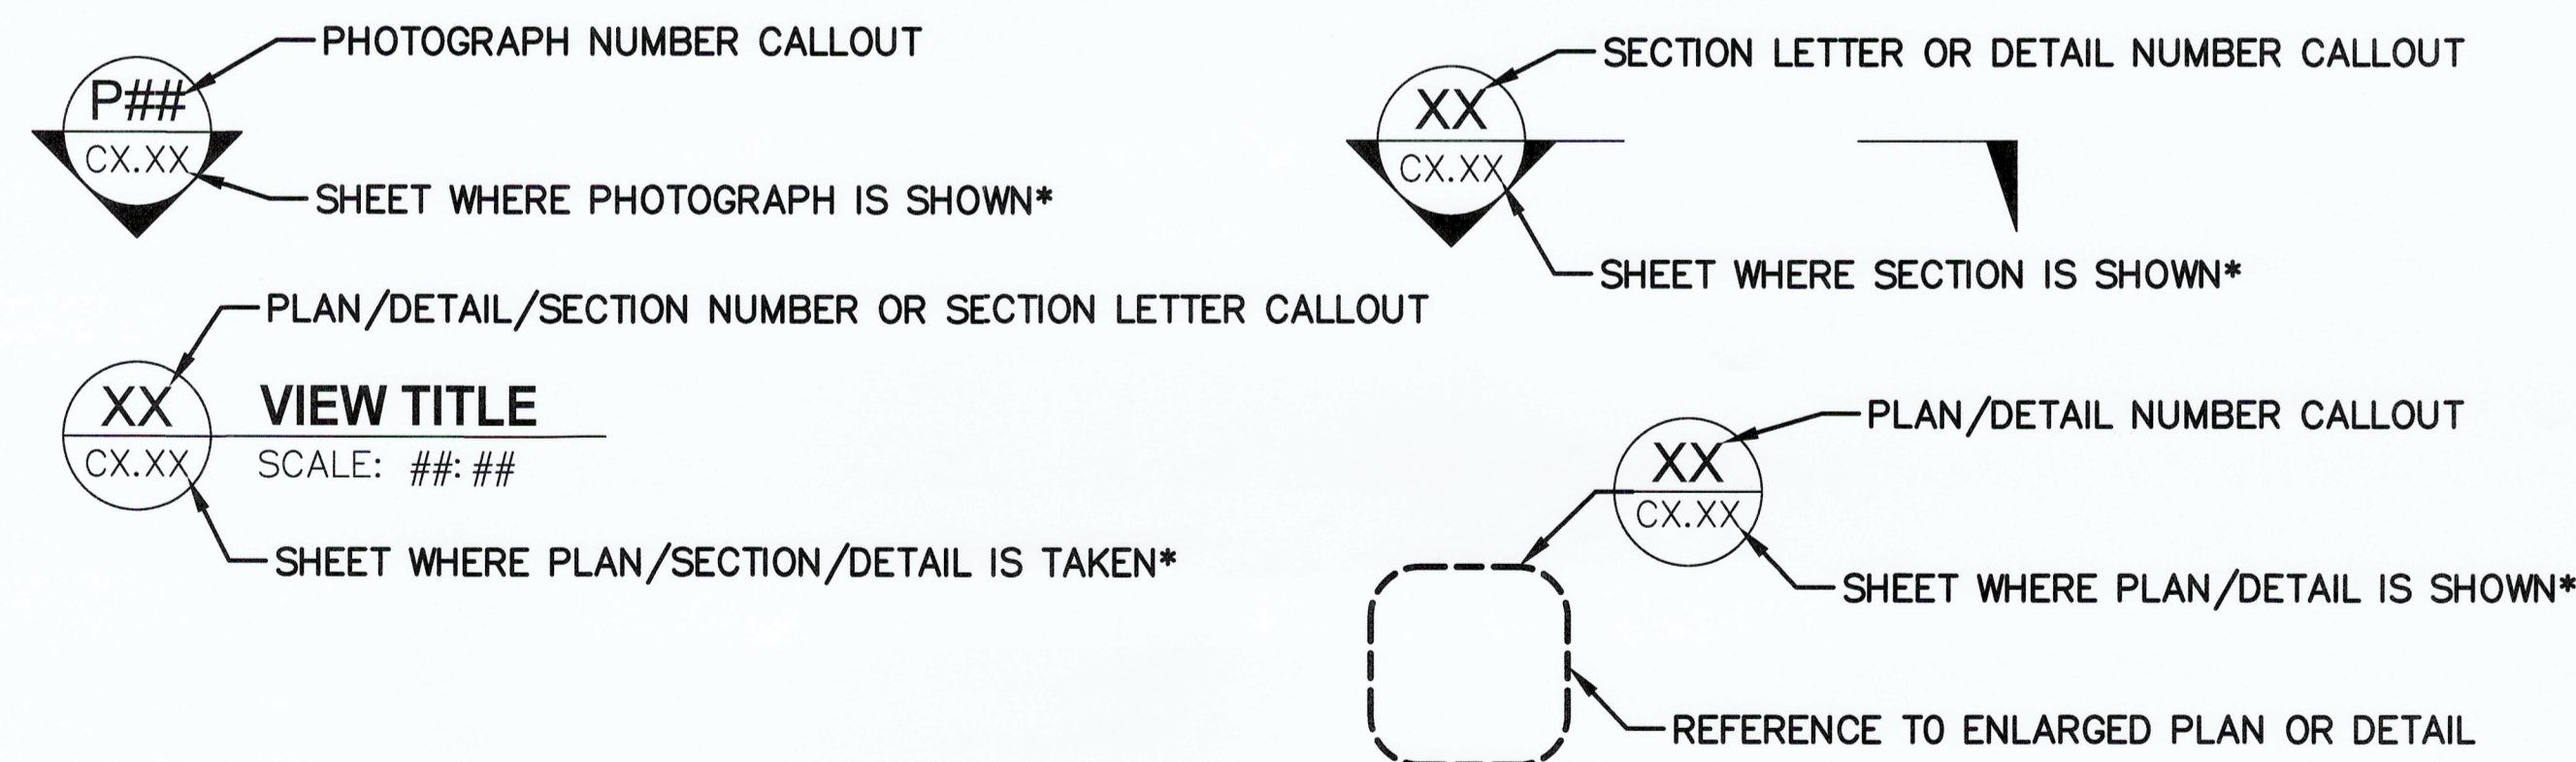 PHOTOGRAPH NUMBER CALLOUT
P##
CX.XX
SHEET WHERE PHOTOGRAPH IS SHOWN*
SECTION LETTER OR DETAIL NUMBER CALLOUT
XX
CX.XX
SHEET WHERE SECTION IS SHOWN*
PLAN/DETAIL/SECTION NUMBER OR SECTION LETTER CALLOUT
XX VIEW TITLE
CX.XX SCALE: ##: ##
SHEET WHERE PLAN/SECTION/DETAIL IS TAKEN*
PLAN/DETAIL NUMBER CALLOUT
XX
CX.XX
SHEET WHERE PLAN/DETAIL IS SHOWN*
REFERENCE TO ENLARGED PLAN OR DETAIL